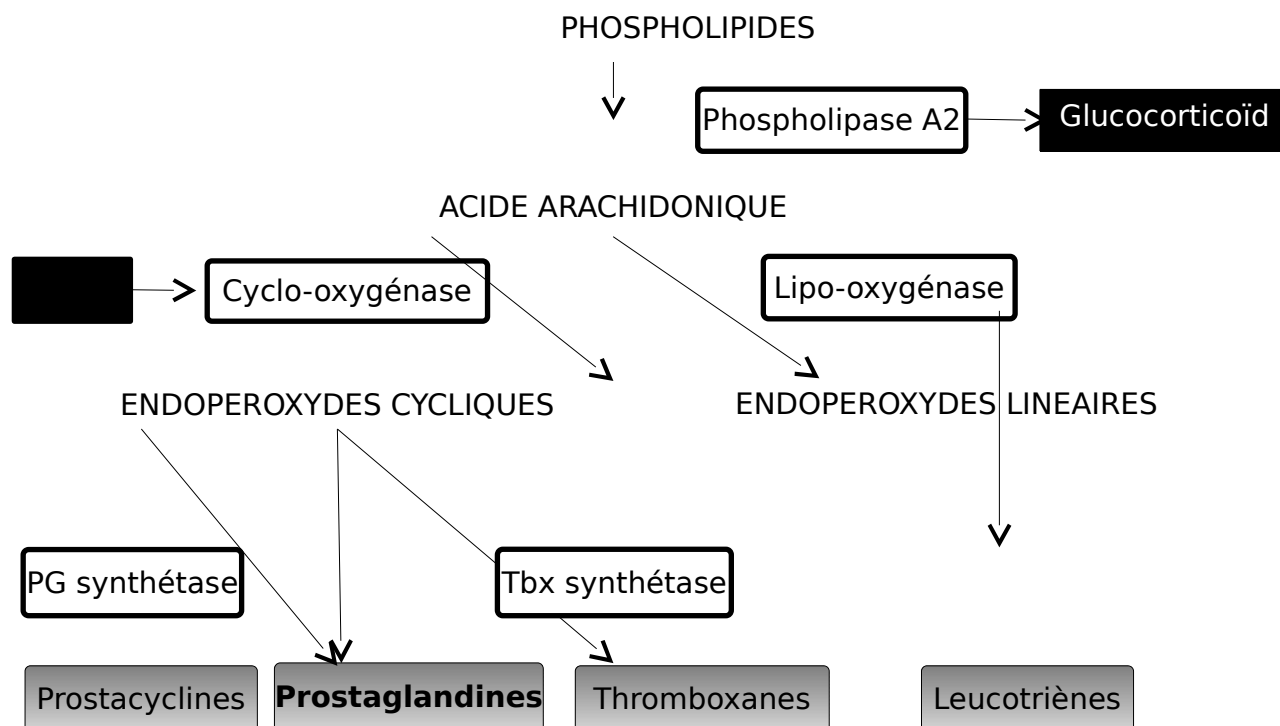 PHOSPHOLIPIDES
Phospholipase A2
Glucocorticoïd
ACIDE ARACHIDONIQUE
Cyclo-oxygénase
Lipo-oxygénase
ENDOPEROXYDES CYCLIQUES
ENDOPEROXYDES LINEAIRES
PG synthétase
Tbx synthétase
Prostacyclines
Prostaglandines
Thromboxanes
Leucotriènes